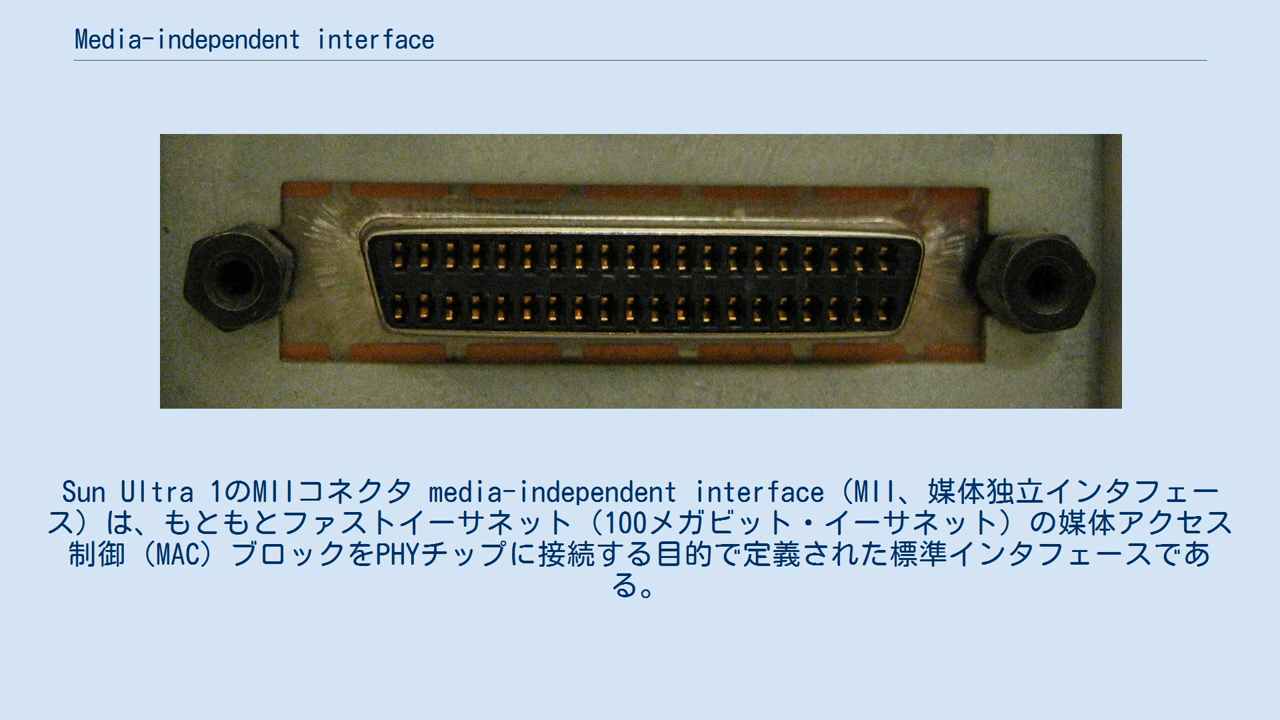 Media-independent interface
Sun Ultra 1のMIIコネクタ media-independent interface（MII、媒体独立インタフェー
ス）は、もともとファストイーサネット（100メガビット・イーサネット）の媒体アクセス
制御（MAC）ブロックをPHYチップに接続する目的で定義された標準インタフェースであ
る。